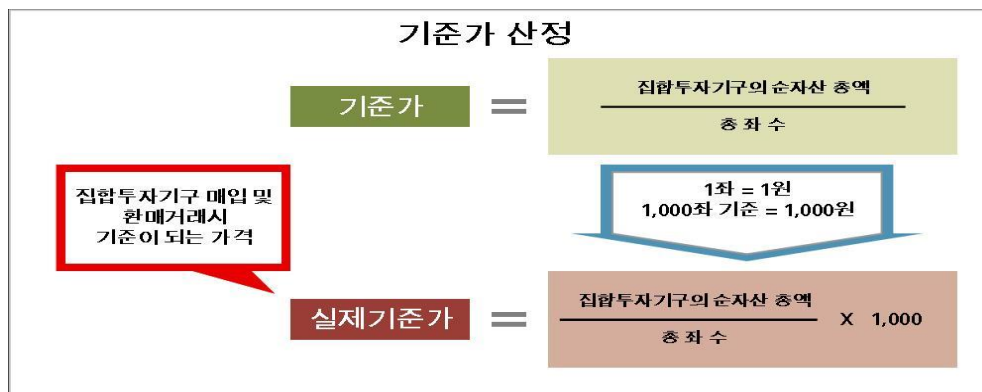 기준가 산정
기준가 = 집합투자기구의 순자산 총액
총 좌 수
집합투자기구 매입 및
환매거래시
기준이 되는 가격
1좌 = 1원
1,000좌 기준 = 1,000원
실제기준가 = 집합투자기구의 순자산 총액
총 좌 수
X 1,000